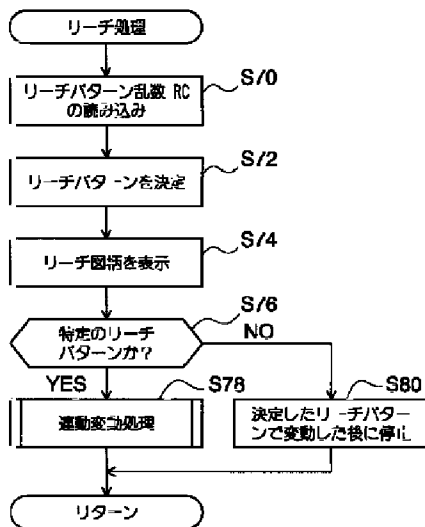 リーチ処理
S70
リーチパターン乱数 RC
の読み込み
S72
リーチパターンを決定
S74
リーチ図柄を表示
S76
特定のリーチ
パターンか?
NO
YES
S78
連動変動処理
S80
決定したリーチパター
ンで変動した後に停止
リターン